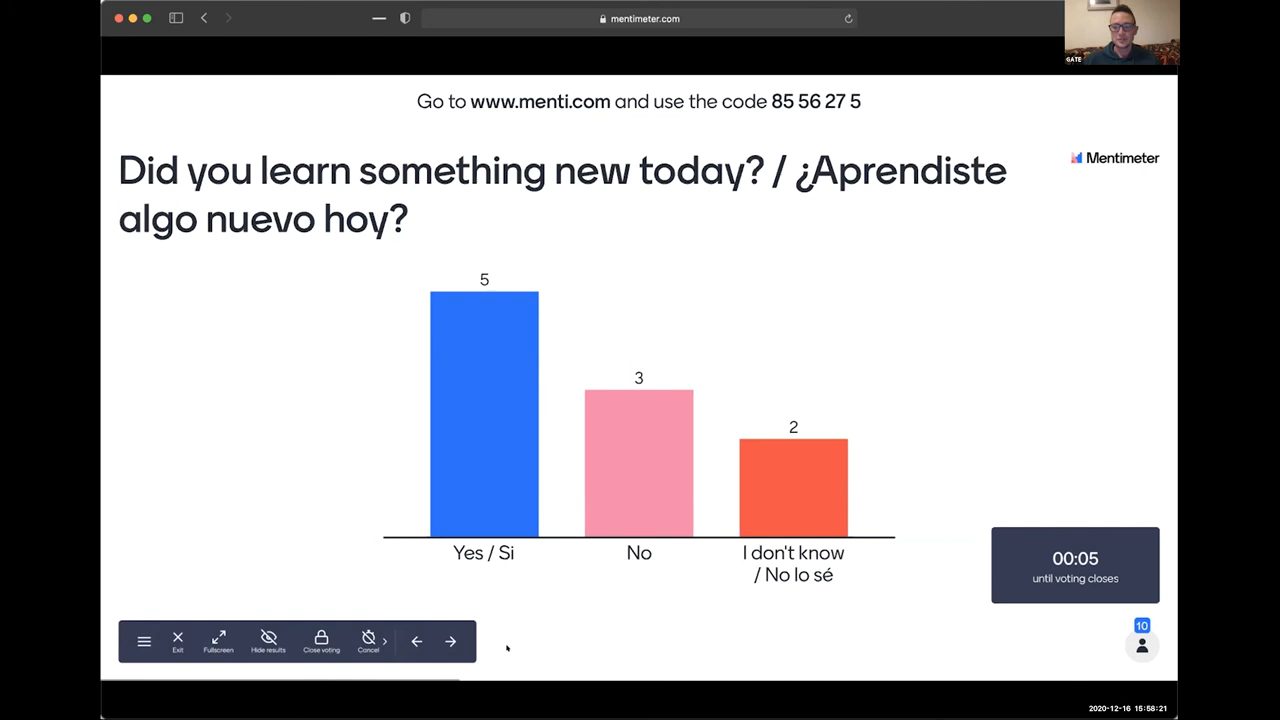 mentimeter.com
GATE
Go to www.menti.com and use the code 85 56 27 5
Did you learn something new today? / ¿Aprendiste
algo nuevo hoy?
Mentimeter
5
3
2
Yes / Si
No
I don't know
/ No lo sé
00:05
until voting closes
Exit
Fullscreen
Hide results
Close voting
Cancel
10
2020-12-16 15:58:21